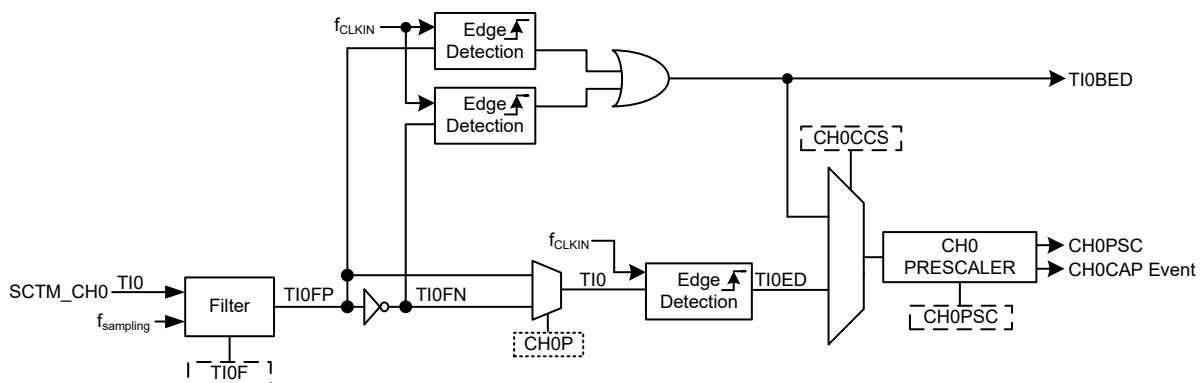 fCLKIN
Edge
Detection
TI0BED
Edge
Detection
CH0CCS
fCLKIN
CH0
PRESCALER
CH0PSC
CH0CAP Event
SCTM_CH0
TI0
Filter
TI0FP
TI0FN
TI0
Edge
Detection
TI0ED
fsampling
CH0P
CH0PSC
TI0F